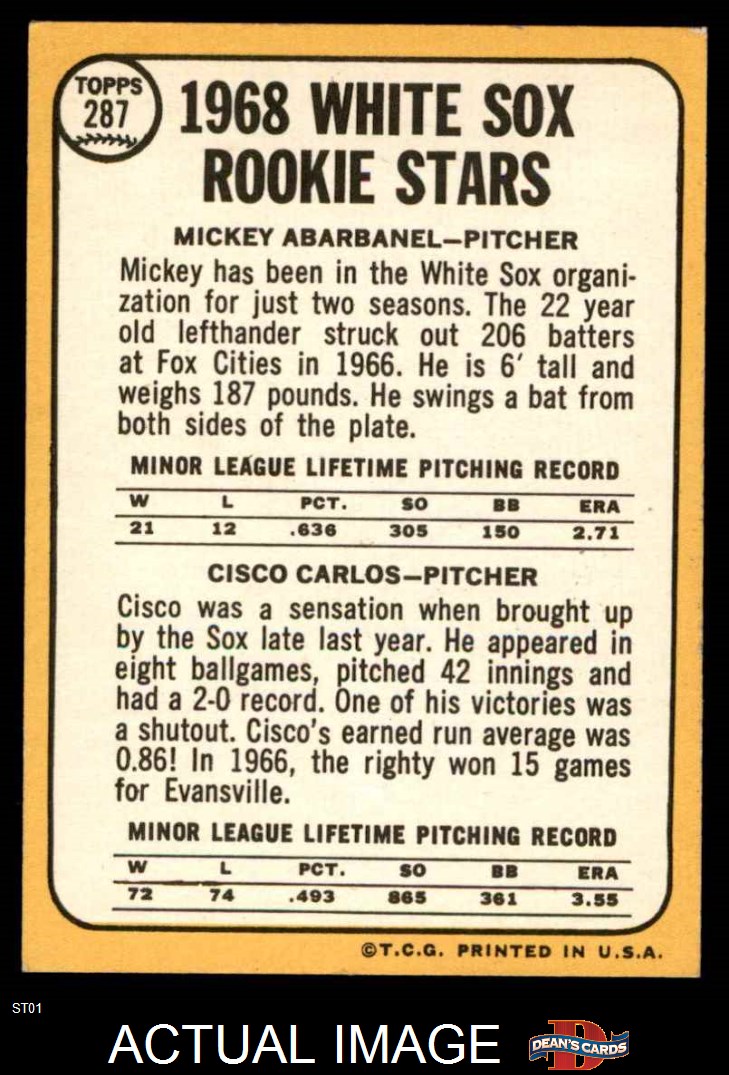 TOPPS
287
1968 WHITE SOX
ROOKIE STARS
MICKEY ABARBANEL—PITCHER
Mickey has been in the White Sox organi-
zation for just two seasons. The 22 year
old lefthander struck out 206 batters
at Fox Cities in 1966. He is 6′ tall and
weighs 187 pounds. He swings a bat from
both sides of the plate.
MINOR LEAGUE LIFETIME PITCHING RECORD
W L PCT. SO BB ERA
21 12 .636 305 150 2.71
CISCO CARLOS—PITCHER
Cisco was a sensation when brought up
by the Sox late last year. He appeared in
eight ballgames, pitched 42 innings and
had a 2-0 record. One of his victories was
a shutout. Cisco's earned run average was
0.86! In 1966, the righty won 15 games
for Evansville.
MINOR LEAGUE LIFETIME PITCHING RECORD
W L PCT. SO BB ERA
72 74 .493 865 361 3.55
©T.C.G. PRINTED IN U.S.A.
ST01
ACTUAL IMAGE
D
DEAN'S CARDS